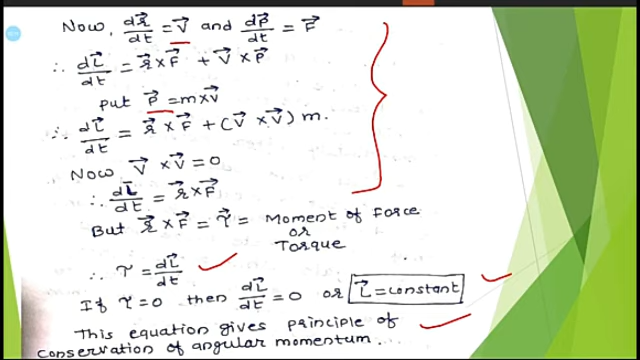 Now, dr⃗/dt = V⃗ and dP⃗/dt = F⃗
∴ dL⃗/dt = r⃗ × F⃗ + V⃗ × P⃗
Put P⃗ = m × V⃗
∴ dL⃗/dt = r⃗ × F⃗ + (V⃗ × V⃗) m.
Now V⃗ × V⃗ = 0
∴ dL⃗/dt = r⃗ × F⃗
But r⃗ × F⃗ = τ⃗ = Moment of Force
or
Torque
∴ τ = dL⃗/dt
If τ = 0 then dL⃗/dt = 0 or L⃗ = constant
This equation gives principle of
conservation of angular momentum...